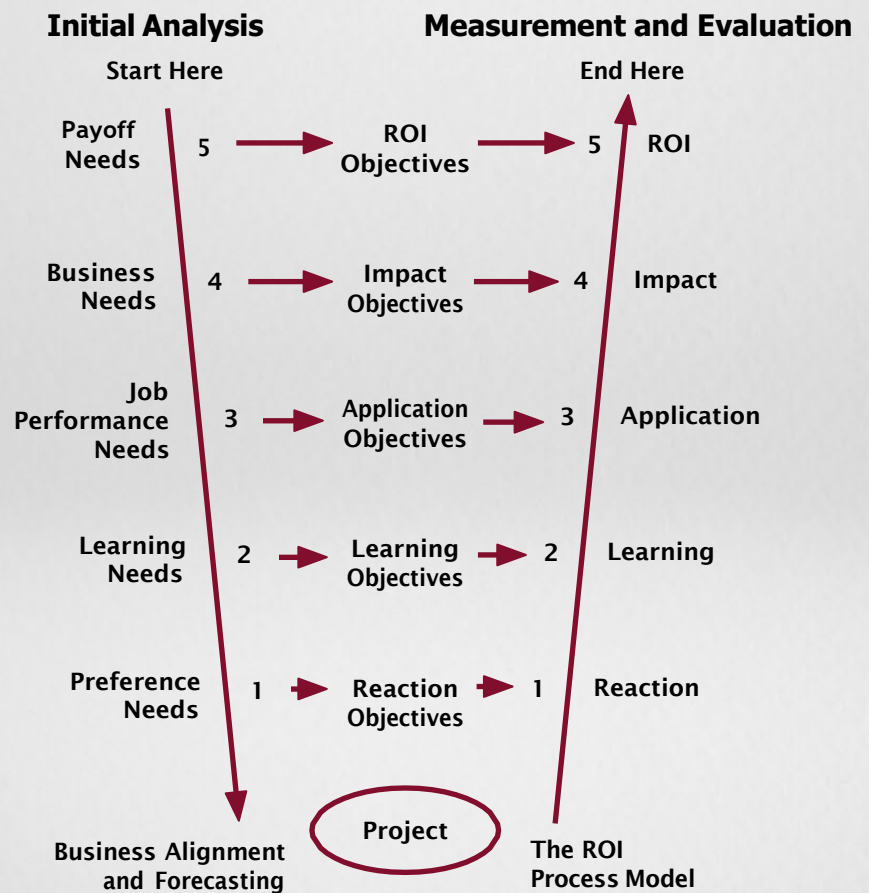 Initial Analysis
Measurement and Evaluation
Start Here
End Here
Payoff
Needs
5
ROI
Objectives
5
ROI
Business
Needs
4
Impact
Objectives
4
Impact
Job
Performance
Needs
3
Application
Objectives
3
Application
Learning
Needs
2
Learning
Objectives
2
Learning
Preference
Needs
1
Reaction
Objectives
1
Reaction
Business Alignment
and Forecasting
Project
The ROI
Process Model